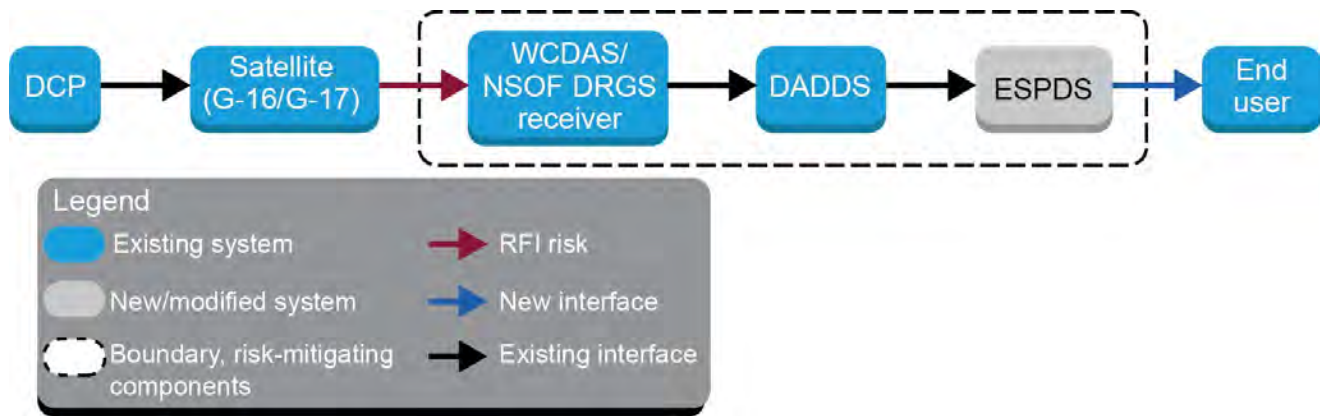 DCP
Satellite
(G-16/G-17)
WCDAS/
NSOF DRGS
receiver
DADDS
ESPDS
End
user
Legend
Existing system
New/modified system
Boundary, risk-mitigating
components
RFI risk
New interface
Existing interface